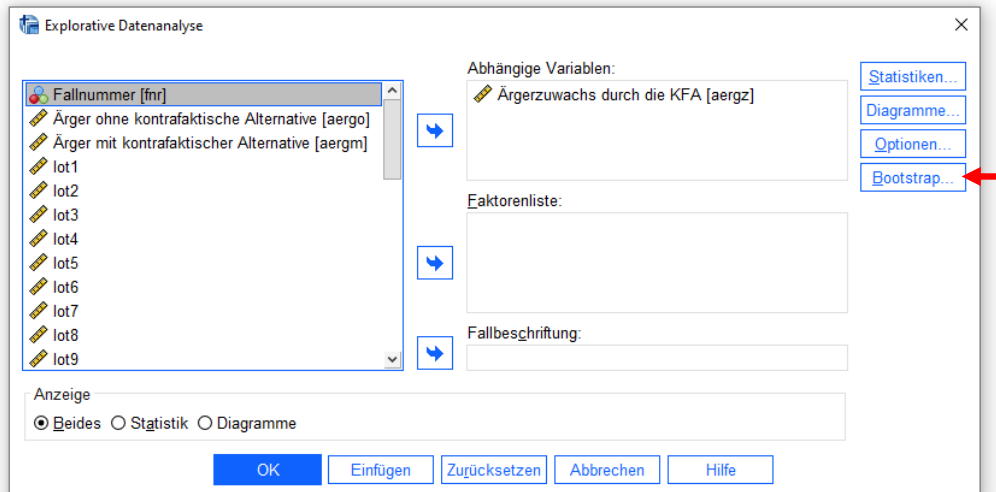 Explorative Datenanalyse
Fallnummer [fnr]
Ärger ohne kontrafaktische Alternative [aergo]
Ärger mit kontrafaktischer Alternative [aergm]
lot1
lot2
lot3
lot4
lot5
lot6
lot7
lot8
lot9
Abhängige Variablen:
Ärgerzuwachs durch die KFA [aergz]
Faktorenliste:
Fallbeschriftung:
Statistiken...
Diagramme...
Optionen...
Bootstrap...
Anzeige
Beides Statistik Diagramme
OK Einfügen Zurücksetzen Abbrechen Hilfe